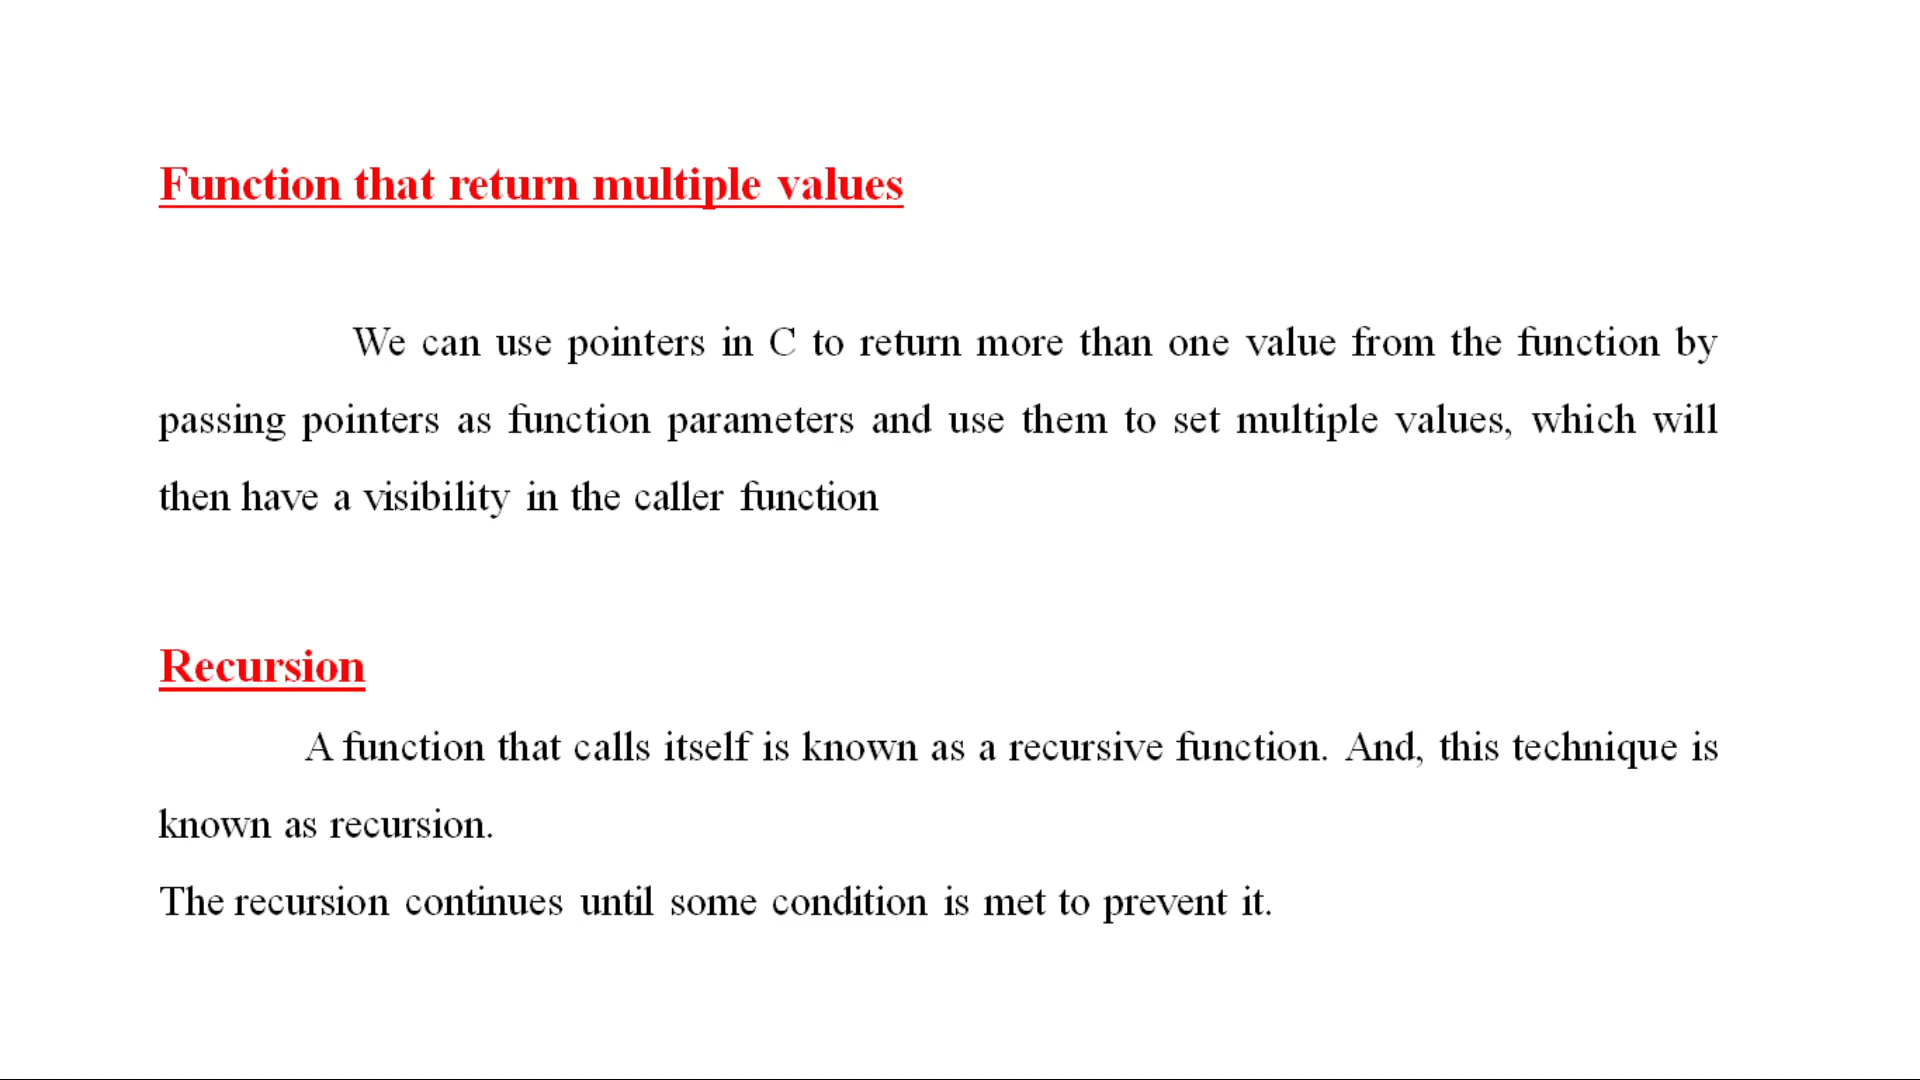 Function that return multiple values
We can use pointers in C to return more than one value from the function by
passing pointers as function parameters and use them to set multiple values, which will
then have a visibility in the caller function
Recursion
A function that calls itself is known as a recursive function. And, this technique is
known as recursion.
The recursion continues until some condition is met to prevent it.